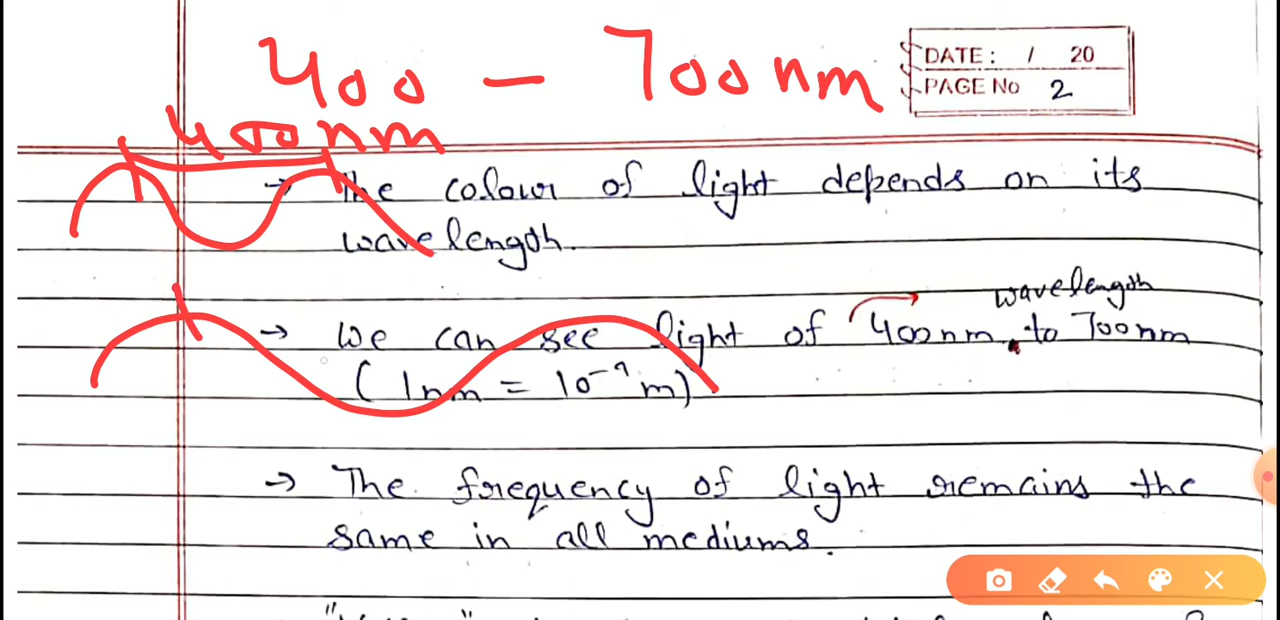 400 - 700nm
DATE : / 20
PAGE No 2
400nm
→ The colour of light depends on its
wavelength.
wavelength
→ We can see light of 400nm to 700nm
( 1nm = 10⁻⁹ m)
→ The frequency of light remains the
same in all mediums.